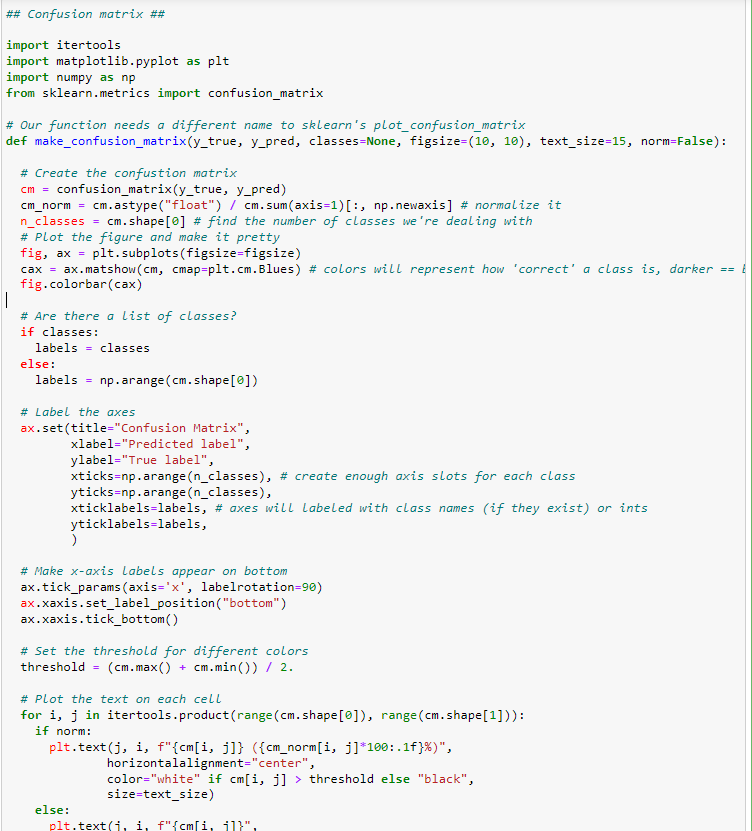 ## Confusion matrix ##
import itertools
import matplotlib.pyplot as plt
import numpy as np
from sklearn.metrics import confusion_matrix
# Our function needs a different name to sklearn's plot_confusion_matrix
def make_confusion_matrix(y_true, y_pred, classes=None, figsize=(10, 10), text_size=15, norm=False):
  # Create the confustion matrix
  cm = confusion_matrix(y_true, y_pred)
  cm_norm = cm.astype("float") / cm.sum(axis=1)[:, np.newaxis] # normalize it
  n_classes = cm.shape[0] # find the number of classes we're dealing with
  # Plot the figure and make it pretty
  fig, ax = plt.subplots(figsize=figsize)
  cax = ax.matshow(cm, cmap=plt.cm.Blues) # colors will represent how 'correct' a class is, darker ==
  fig.colorbar(cax)
  # Are there a list of classes?
  if classes:
    labels = classes
  else:
    labels = np.arange(cm.shape[0])
  # Label the axes
  ax.set(title="Confusion Matrix",
         xlabel="Predicted label",
         ylabel="True label",
         xticks=np.arange(n_classes), # create enough axis slots for each class
         yticks=np.arange(n_classes),
         xticklabels=labels, # axes will labeled with class names (if they exist) or ints
         yticklabels=labels,
         )
  # Make x-axis labels appear on bottom
  ax.tick_params(axis='x', labelrotation=90)
  ax.xaxis.set_label_position("bottom")
  ax.xaxis.tick_bottom()
  # Set the threshold for different colors
  threshold = (cm.max() + cm.min()) / 2.
  # Plot the text on each cell
  for i, j in itertools.product(range(cm.shape[0]), range(cm.shape[1])):
    if norm:
      plt.text(j, i, f"{cm[i, j]} ({cm_norm[i, j]*100:.1f}%)",
              horizontalalignment="center",
              color="white" if cm[i, j] > threshold else "black",
              size=text_size)
    else:
      plt.text(j, i, f"{cm[i, j]}",